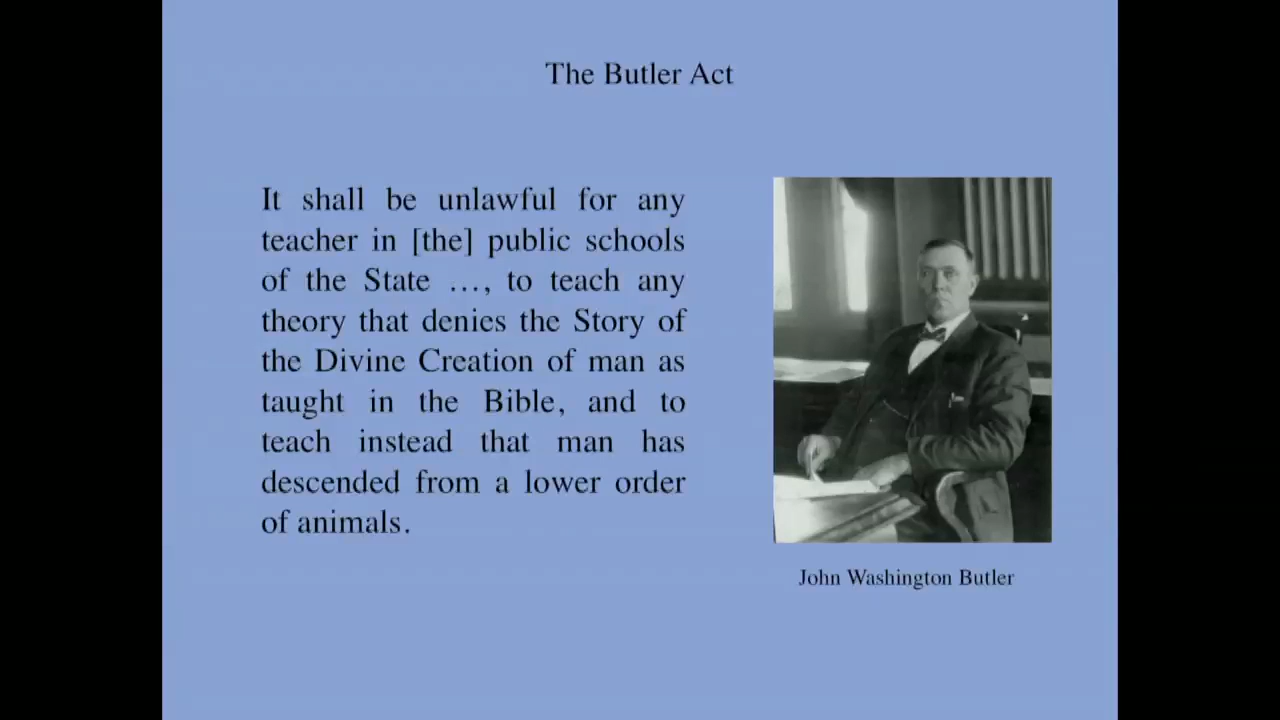 The Butler Act
It shall be unlawful for any
teacher in [the] public schools
of the State …, to teach any
theory that denies the Story of
the Divine Creation of man as
taught in the Bible, and to
teach instead that man has
descended from a lower order
of animals.
John Washington Butler